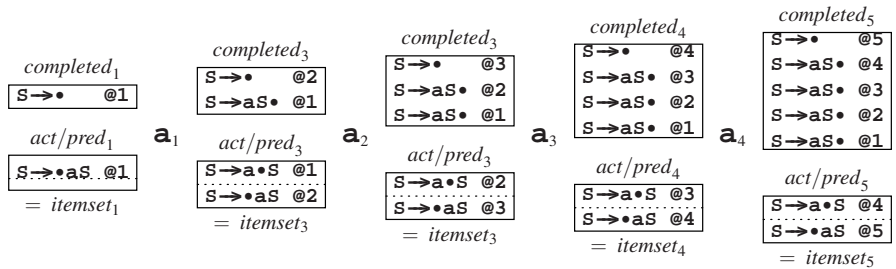 completed₁
S→• @1
act/pred₁
S→•aS @1
= itemset₁
a₁
completed₃
S→• @2
S→aS• @1
act/pred₃
S→a•S @1
S→•aS @2
= itemset₃
a₂
completed₃
S→• @3
S→aS• @2
S→aS• @1
act/pred₃
S→a•S @2
S→•aS @3
= itemset₃
a₃
completed₄
S→• @4
S→aS• @3
S→aS• @2
S→aS• @1
act/pred₄
S→a•S @3
S→•aS @4
= itemset₄
a₄
completed₅
S→• @5
S→aS• @4
S→aS• @3
S→aS• @2
S→aS• @1
act/pred₅
S→a•S @4
S→•aS @5
= itemset₅